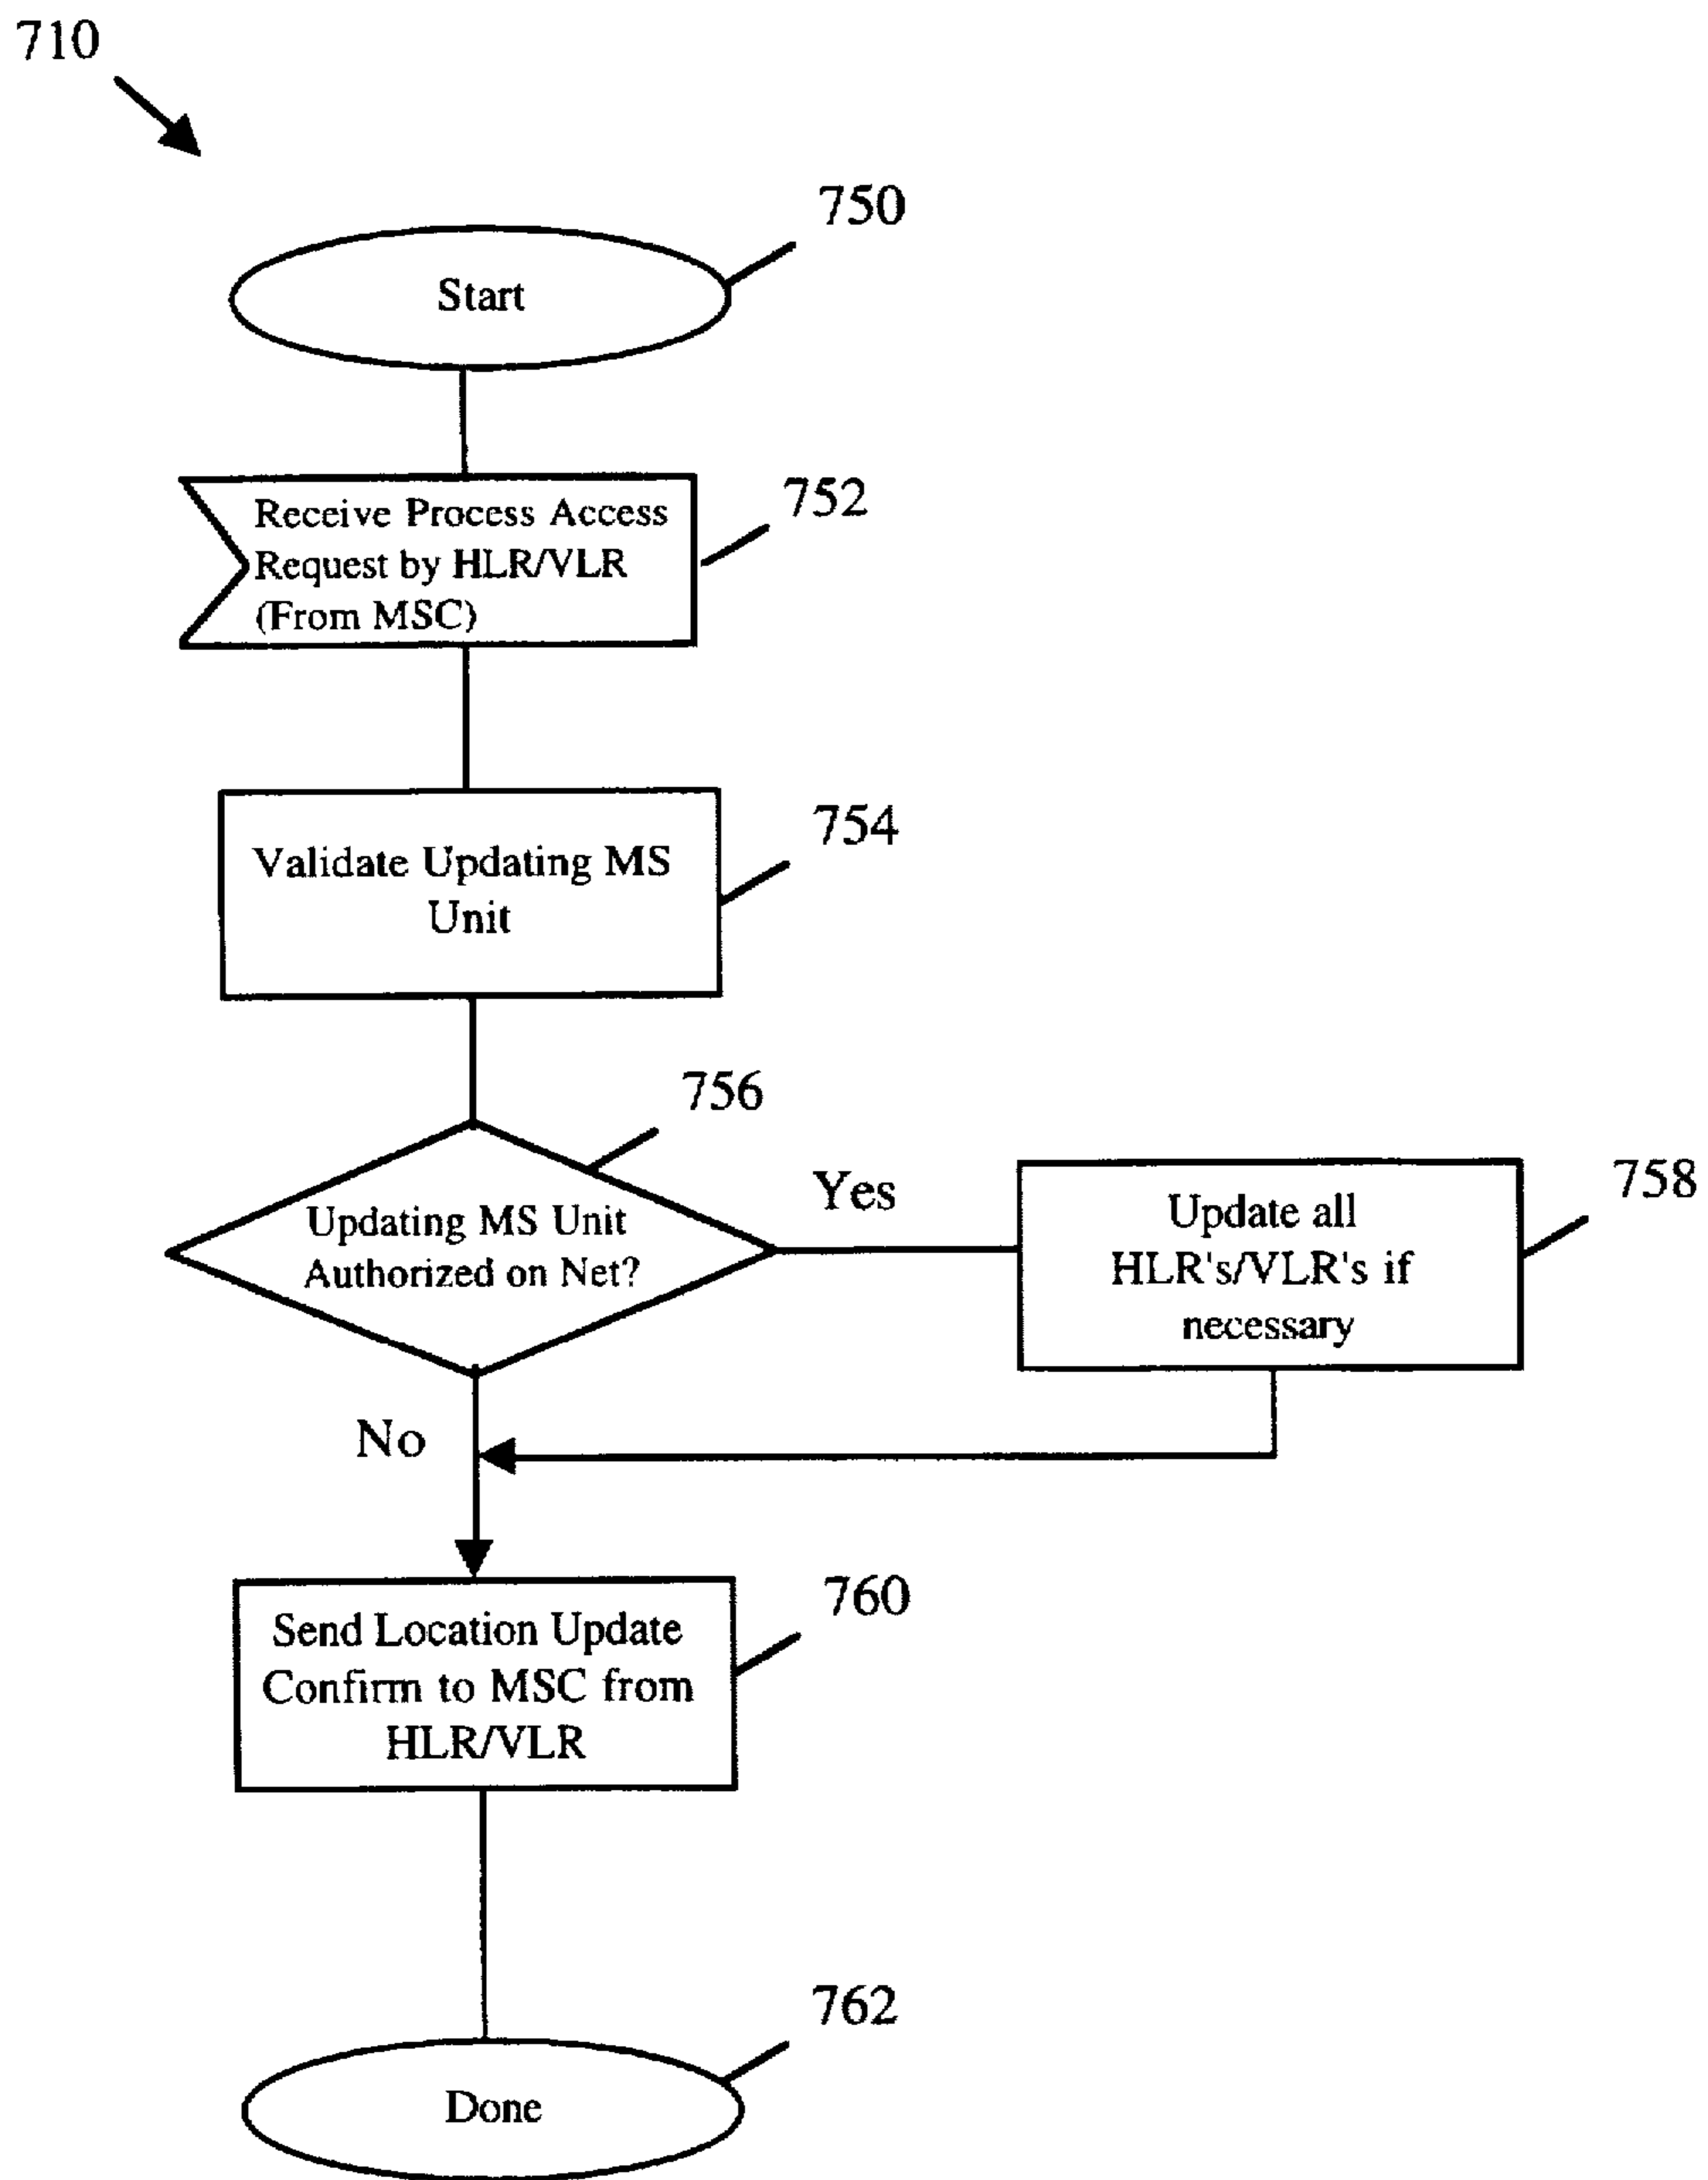 710
750
Start
752
Receive Process Access
Request by HLR/VLR
(From MSC)
754
Validate Updating MS
Unit
756
Updating MS Unit
Authorized on Net?
Yes
758
Update all
HLR's/VLR's if
necessary
No
760
Send Location Update
Confirm to MSC from
HLR/VLR
762
Done